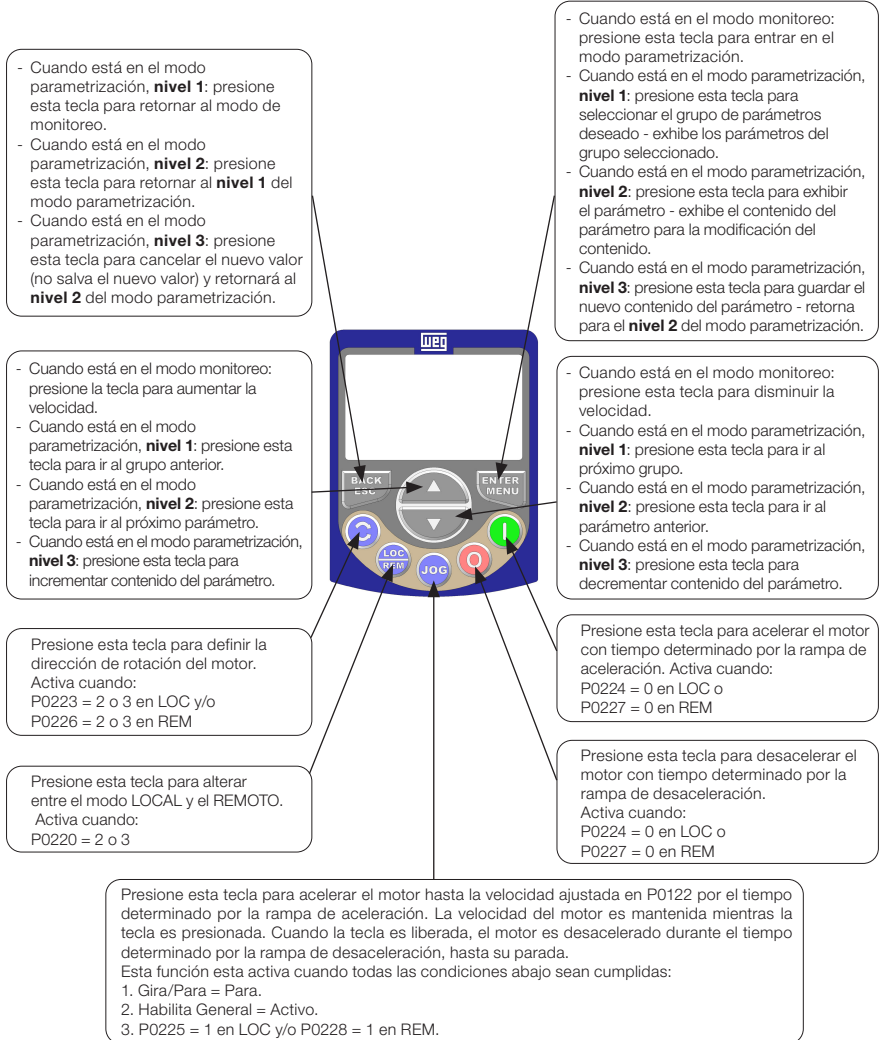 - Cuando está en el modo
parametrización, nivel 1: presione
esta tecla para retornar al modo de
monitoreo.
- Cuando está en el modo
parametrización, nivel 2: presione
esta tecla para retornar al nivel 1 del
modo parametrización.
- Cuando está en el modo
parametrización, nivel 3: presione
esta tecla para cancelar el nuevo valor
(no salva el nuevo valor) y retornará al
nivel 2 del modo parametrización.
- Cuando está en el modo monitoreo:
presione esta tecla para entrar en el
modo parametrización.
- Cuando está en el modo parametrización,
nivel 1: presione esta tecla para
seleccionar el grupo de parámetros
deseado - exhibe los parámetros del
grupo seleccionado.
- Cuando está en el modo parametrización,
nivel 2: presione esta tecla para exhibir
el parámetro - exhibe el contenido del
parámetro para la modificación del
contenido.
- Cuando está en el modo parametrización,
nivel 3: presione esta tecla para guardar el
nuevo contenido del parámetro - retorna
para el nivel 2 del modo parametrización.
- Cuando está en el modo monitoreo:
presione la tecla para aumentar la
velocidad.
- Cuando está en el modo
parametrización, nivel 1: presione esta
tecla para ir al grupo anterior.
- Cuando está en el modo
parametrización, nivel 2: presione esta
tecla para ir al próximo parámetro.
- Cuando está en el modo parametrización,
nivel 3: presione esta tecla para
incrementar contenido del parámetro.
weg
BACK
ESC
ENTER
MENU
LOC
REM
JOG
- Cuando está en el modo monitoreo:
presione esta tecla para disminuir la
velocidad.
- Cuando está en el modo parametrización,
nivel 1: presione esta tecla para ir al
próximo grupo.
- Cuando está en el modo parametrización,
nivel 2: presione esta tecla para ir al
parámetro anterior.
- Cuando está en el modo parametrización,
nivel 3: presione esta tecla para
decrementar contenido del parámetro.
Presione esta tecla para definir la
dirección de rotación del motor.
Activa cuando:
P0223 = 2 o 3 en LOC y/o
P0226 = 2 o 3 en REM
Presione esta tecla para acelerar el motor
con tiempo determinado por la rampa de
aceleración. Activa cuando:
P0224 = 0 en LOC o
P0227 = 0 en REM
Presione esta tecla para alterar
entre el modo LOCAL y el REMOTO.
Activa cuando:
P0220 = 2 o 3
Presione esta tecla para desacelerar el
motor con tiempo determinado por la
rampa de desaceleración.
Activa cuando:
P0224 = 0 en LOC o
P0227 = 0 en REM
Presione esta tecla para acelerar el motor hasta la velocidad ajustada en P0122 por el tiempo
determinado por la rampa de aceleración. La velocidad del motor es mantenida mientras la
tecla es presionada. Cuando la tecla es liberada, el motor es desacelerado durante el tiempo
determinado por la rampa de desaceleración, hasta su parada.
Esta función esta activa cuando todas las condiciones abajo sean cumplidas:
1. Gira/Para = Para.
2. Habilita General = Activo.
3. P0225 = 1 en LOC y/o P0228 = 1 en REM.